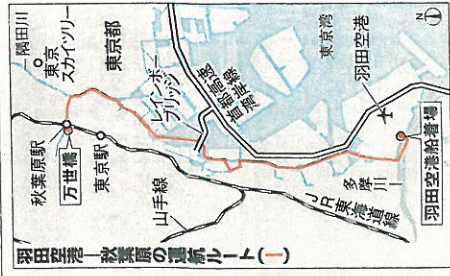 羽田空港―秋葉原の運航ルート(―)
隅田川
東京
スカイツリー
東京都
秋葉原駅
万世橋
東京駅
山手線
レインボー
ブリッジ
首都高速
湾岸線
東京湾
羽田空港
多摩川
JR東海道線
羽田空港船着場
N